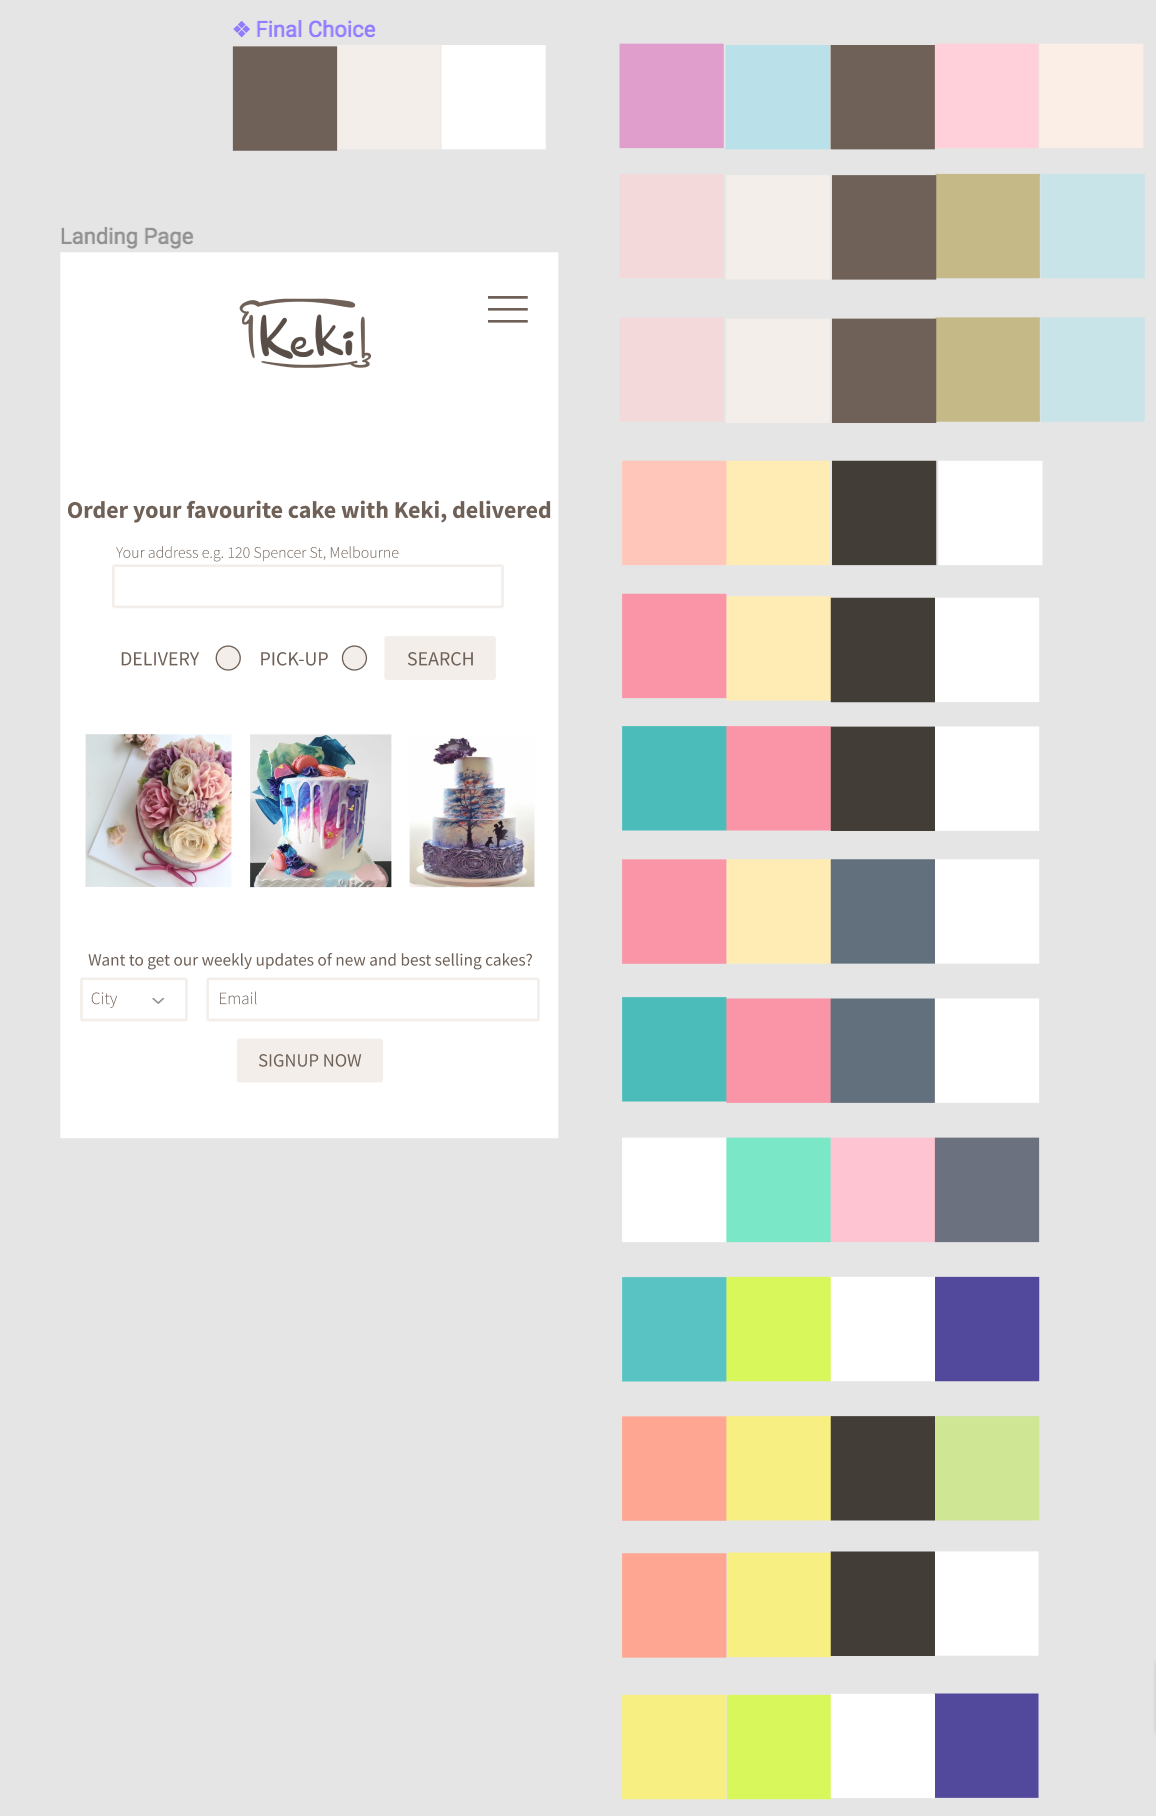 Final Choice
Landing Page
Keki
Order your favourite cake with Keki, delivered
Your address e.g. 120 Spencer St, Melbourne
DELIVERY PICK-UP SEARCH
Want to get our weekly updates of new and best selling cakes?
City Email
SIGNUP NOW